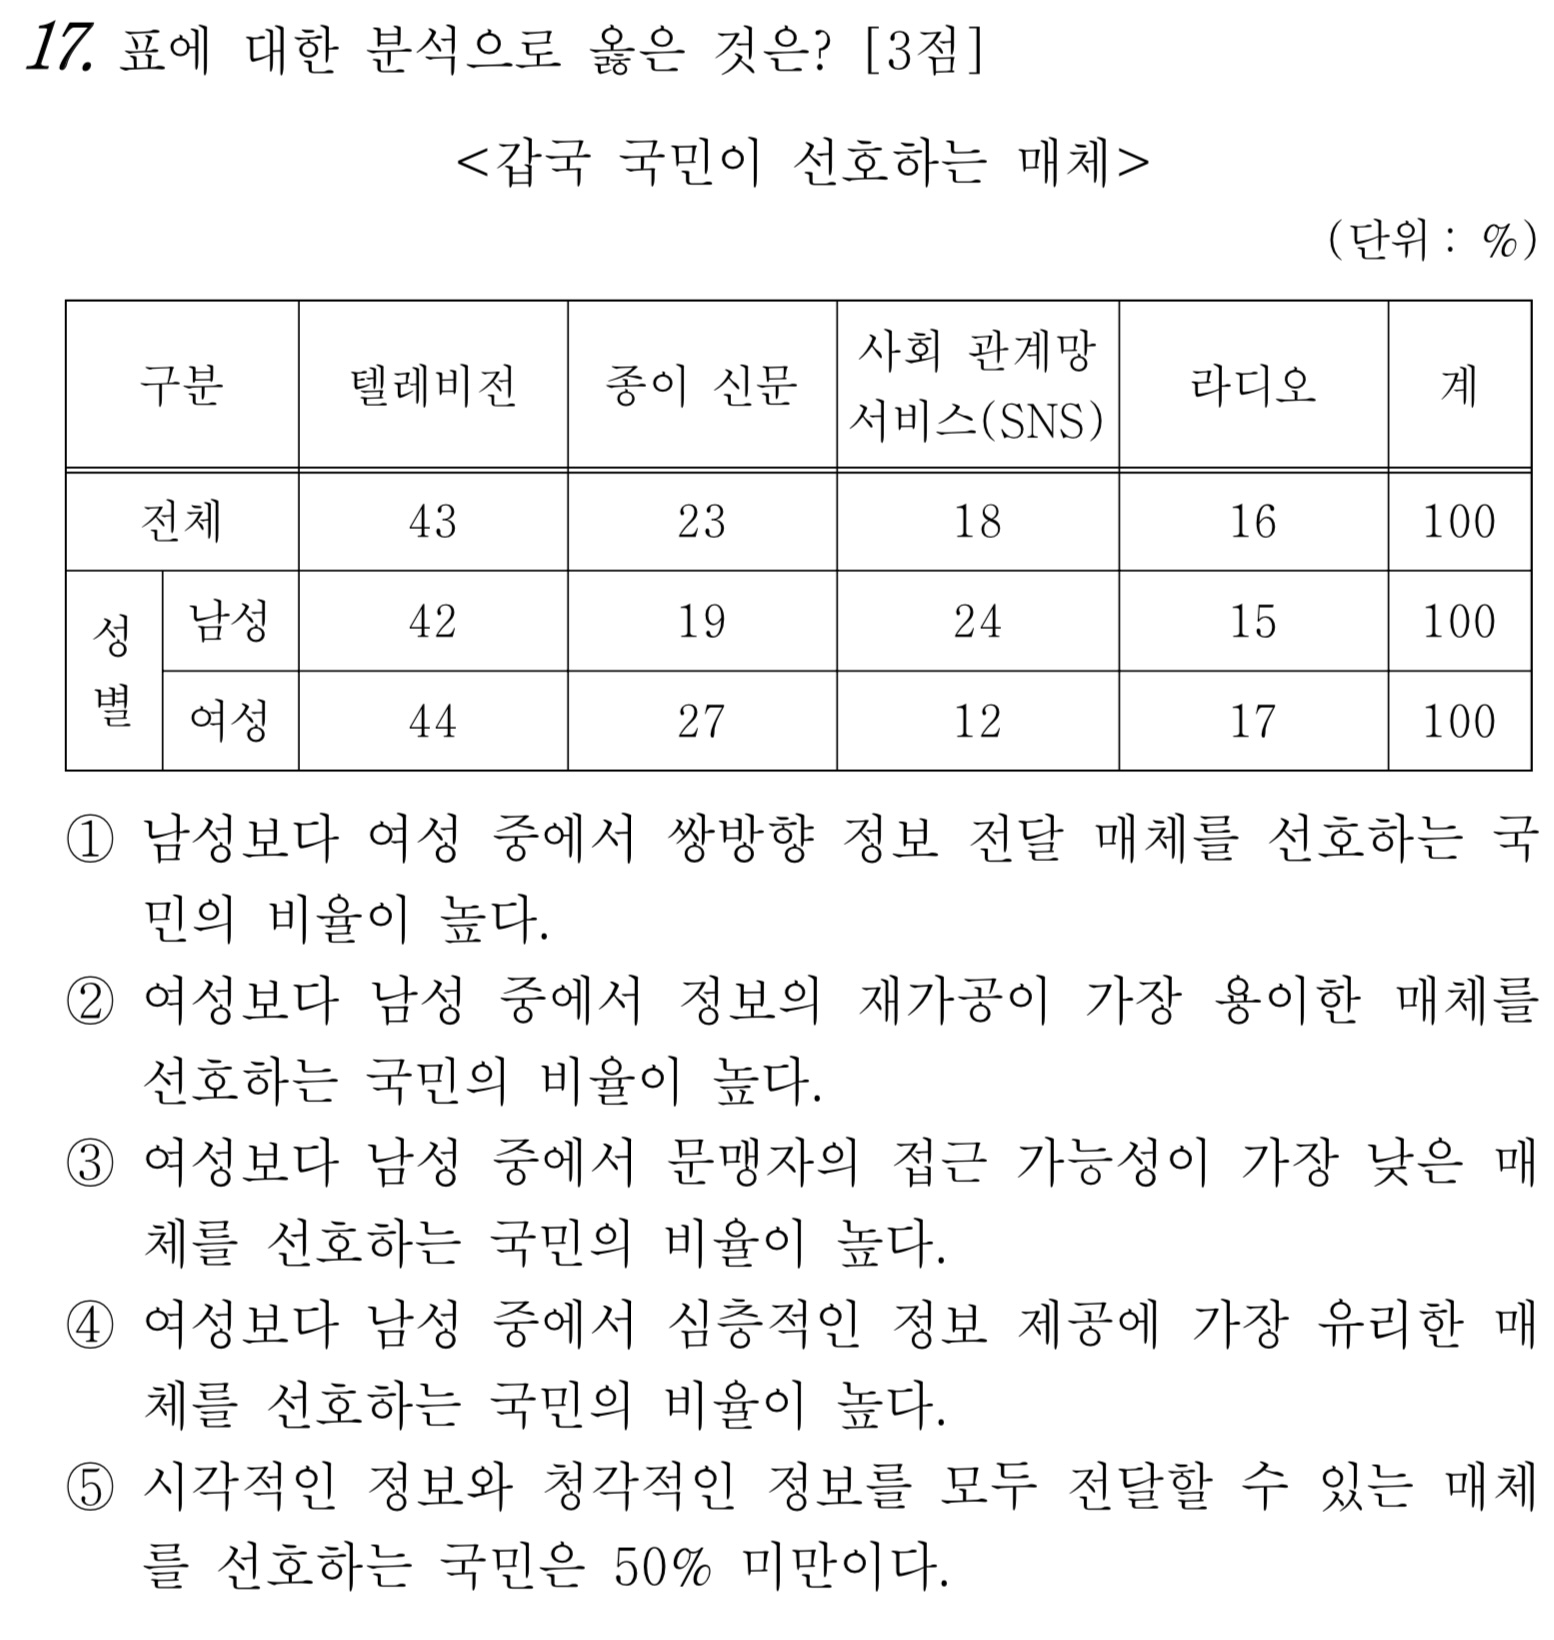 17. 표에 대한 분석으로 옳은 것은? [3점]
<갑국 국민이 선호하는 매체>
(단위 : %)
구분 텔레비전 종이 신문 사회 관계망 서비스(SNS) 라디오 계
전체 43 23 18 16 100
성별 남성 42 19 24 15 100
여성 44 27 12 17 100
① 남성보다 여성 중에서 쌍방향 정보 전달 매체를 선호하는 국
민의 비율이 높다.
② 여성보다 남성 중에서 정보의 재가공이 가장 용이한 매체를
선호하는 국민의 비율이 높다.
③ 여성보다 남성 중에서 문맹자의 접근 가능성이 가장 낮은 매
체를 선호하는 국민의 비율이 높다.
④ 여성보다 남성 중에서 심층적인 정보 제공에 가장 유리한 매
체를 선호하는 국민의 비율이 높다.
⑤ 시각적인 정보와 청각적인 정보를 모두 전달할 수 있는 매체
를 선호하는 국민은 50% 미만이다.